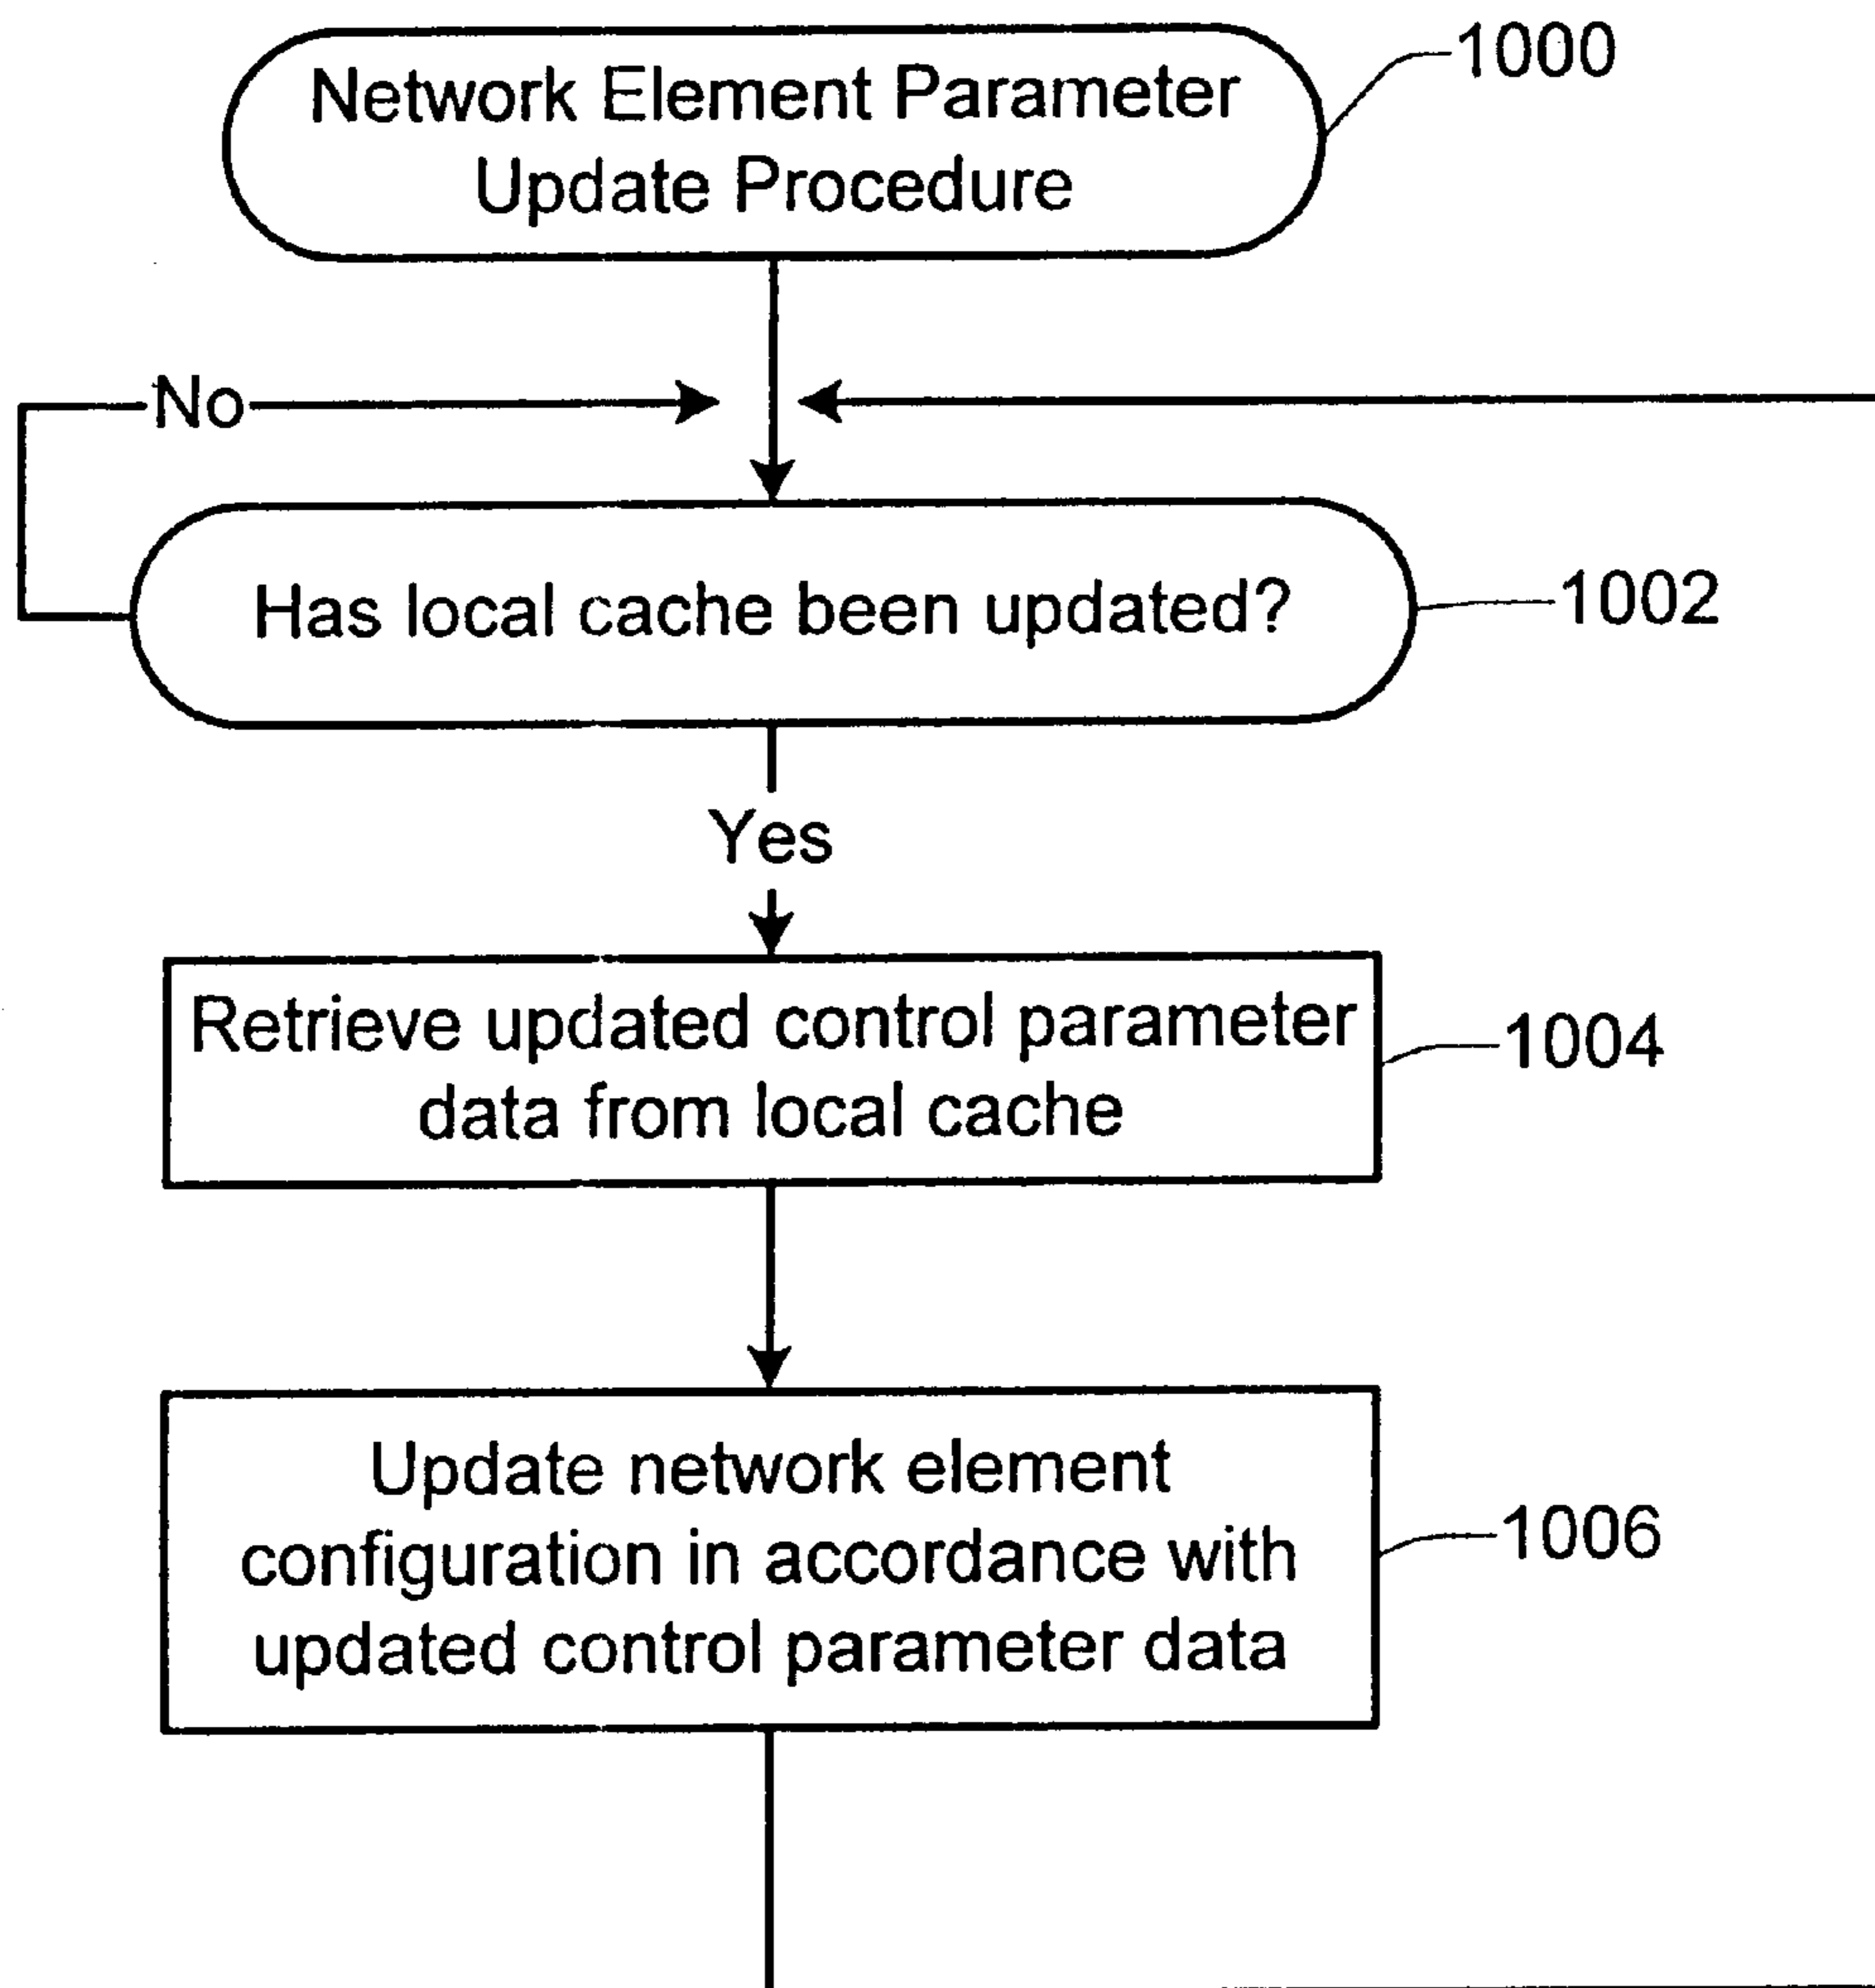 Network Element Parameter
Update Procedure
1000
No
Has local cache been updated?
1002
Yes
Retrieve updated control parameter
data from local cache
1004
Update network element
configuration in accordance with
updated control parameter data
1006